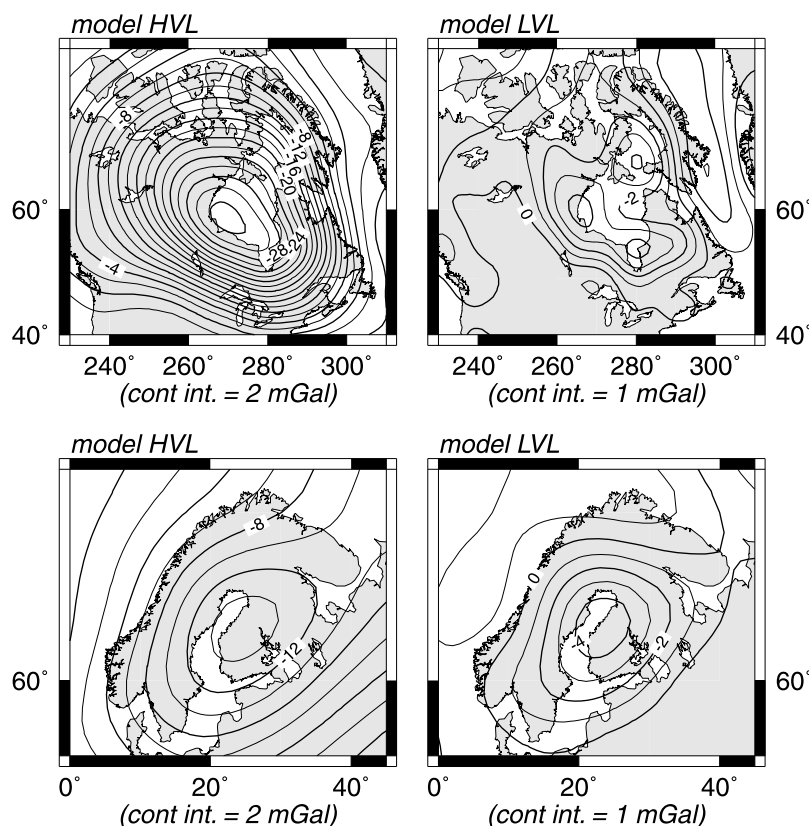 model HVL
model LVL
-8
-8
-12
-16
-20
-24
-28
-4
0
-2
60°
60°
40°
40°
240° 260° 280° 300°
240° 260° 280° 300°
(cont int. = 2 mGal)
(cont int. = 1 mGal)
model HVL
model LVL
-8
0
-2
60°
60°
0° 20° 40°
0° 20° 40°
(cont int. = 2 mGal)
(cont int. = 1 mGal)